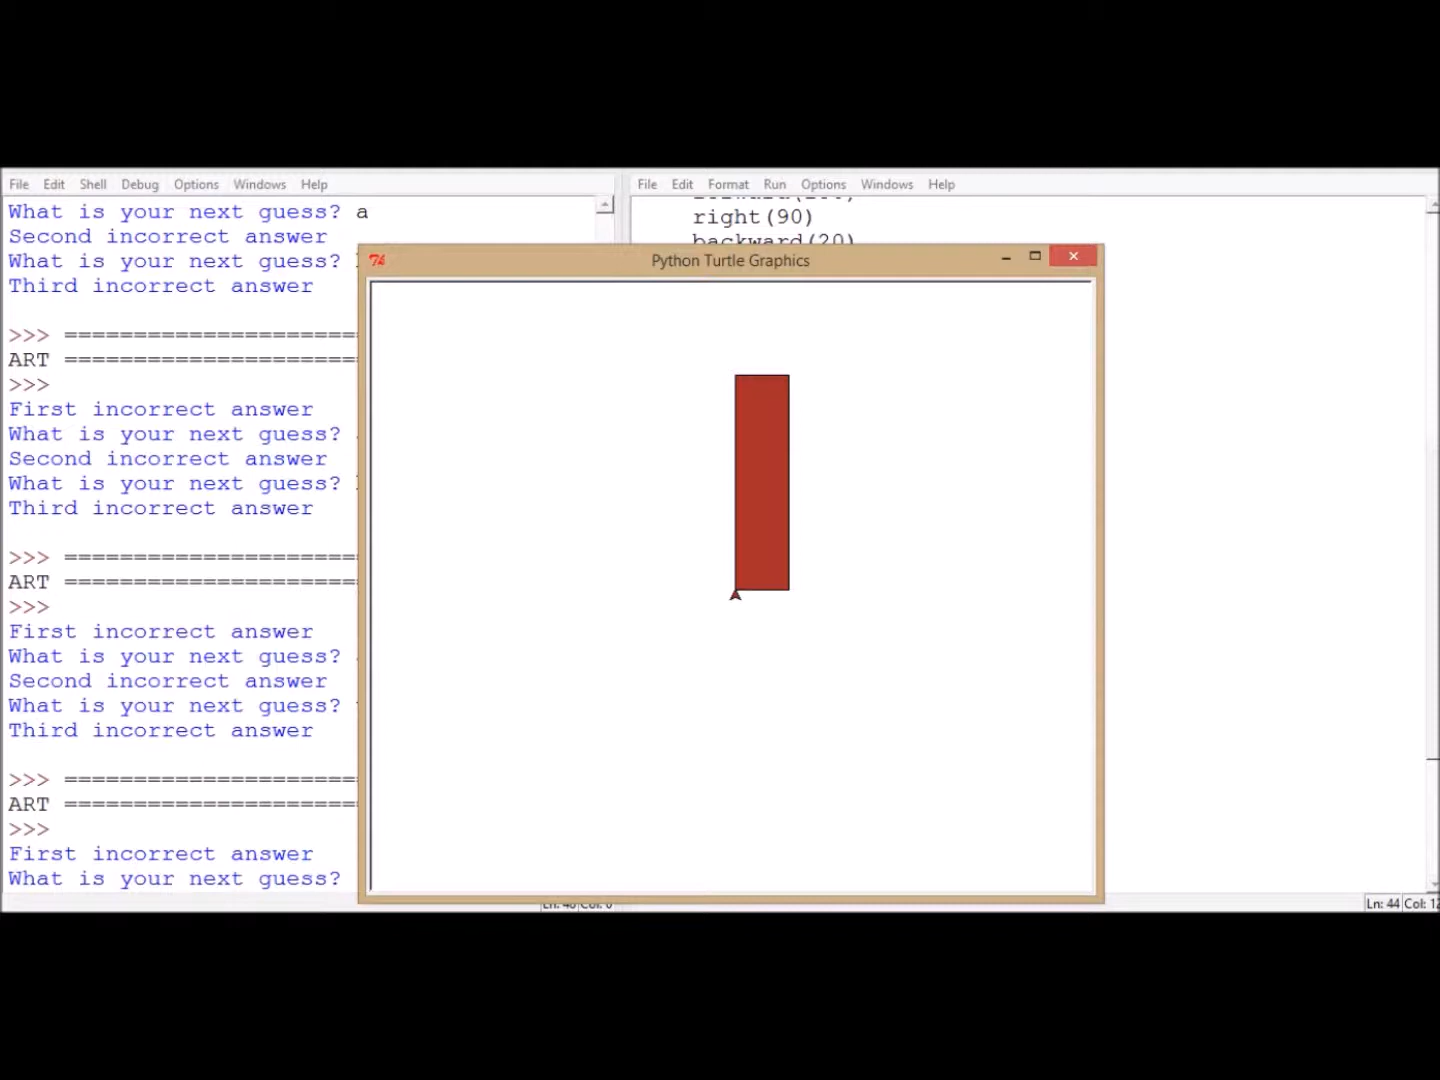 File Edit Shell Debug Options Windows Help
What is your next guess? a
Second incorrect answer
What is your next guess?
Third incorrect answer
>>> =====================
ART =====================
>>>
First incorrect answer
What is your next guess?
Second incorrect answer
What is your next guess?
Third incorrect answer
>>> =====================
ART =====================
>>>
First incorrect answer
What is your next guess?
Second incorrect answer
What is your next guess?
Third incorrect answer
>>> =====================
ART =====================
>>>
First incorrect answer
What is your next guess?
File Edit Format Run Options Windows Help
right(90)
backward(20)
Python Turtle Graphics
Ln: 44 Col: 12